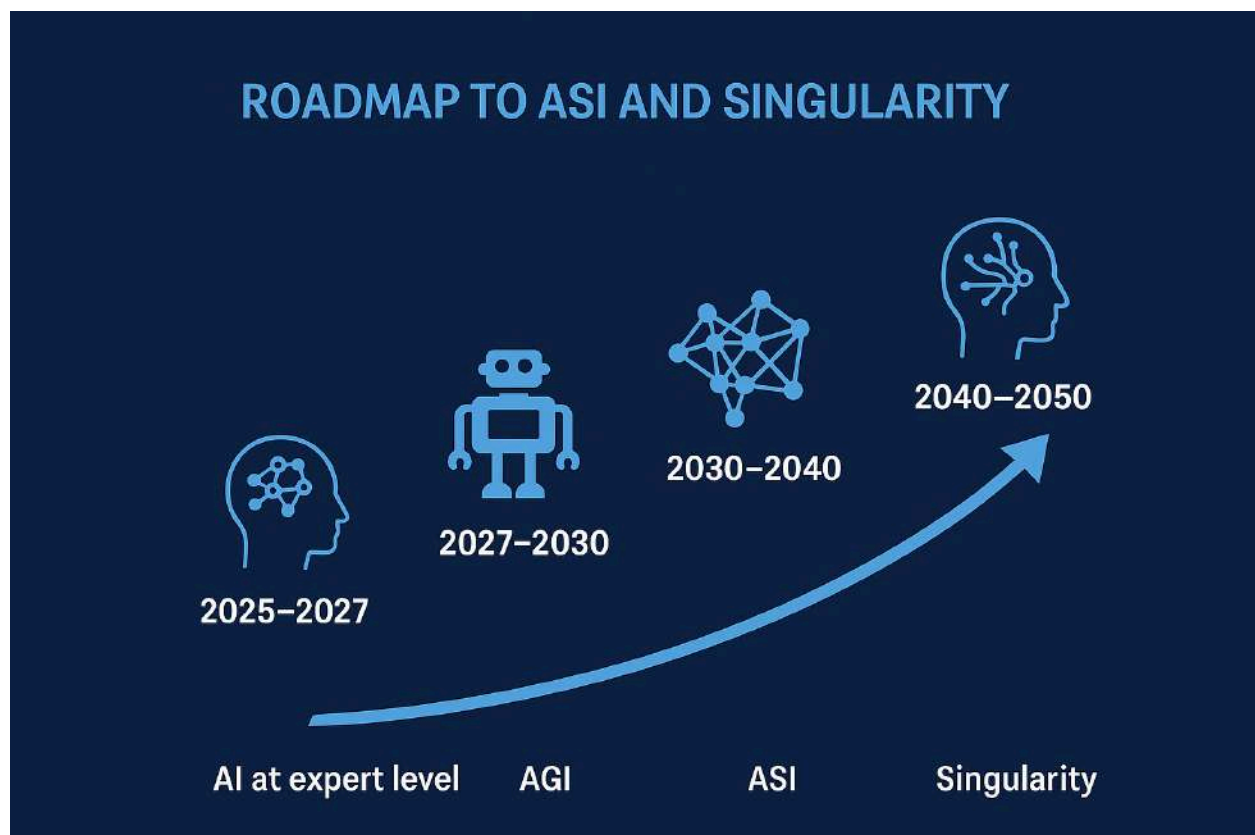 ROADMAP TO ASI AND SINGULARITY
2040–2050
2030–2040
2027–2030
2025–2027
AI at expert level AGI ASI Singularity